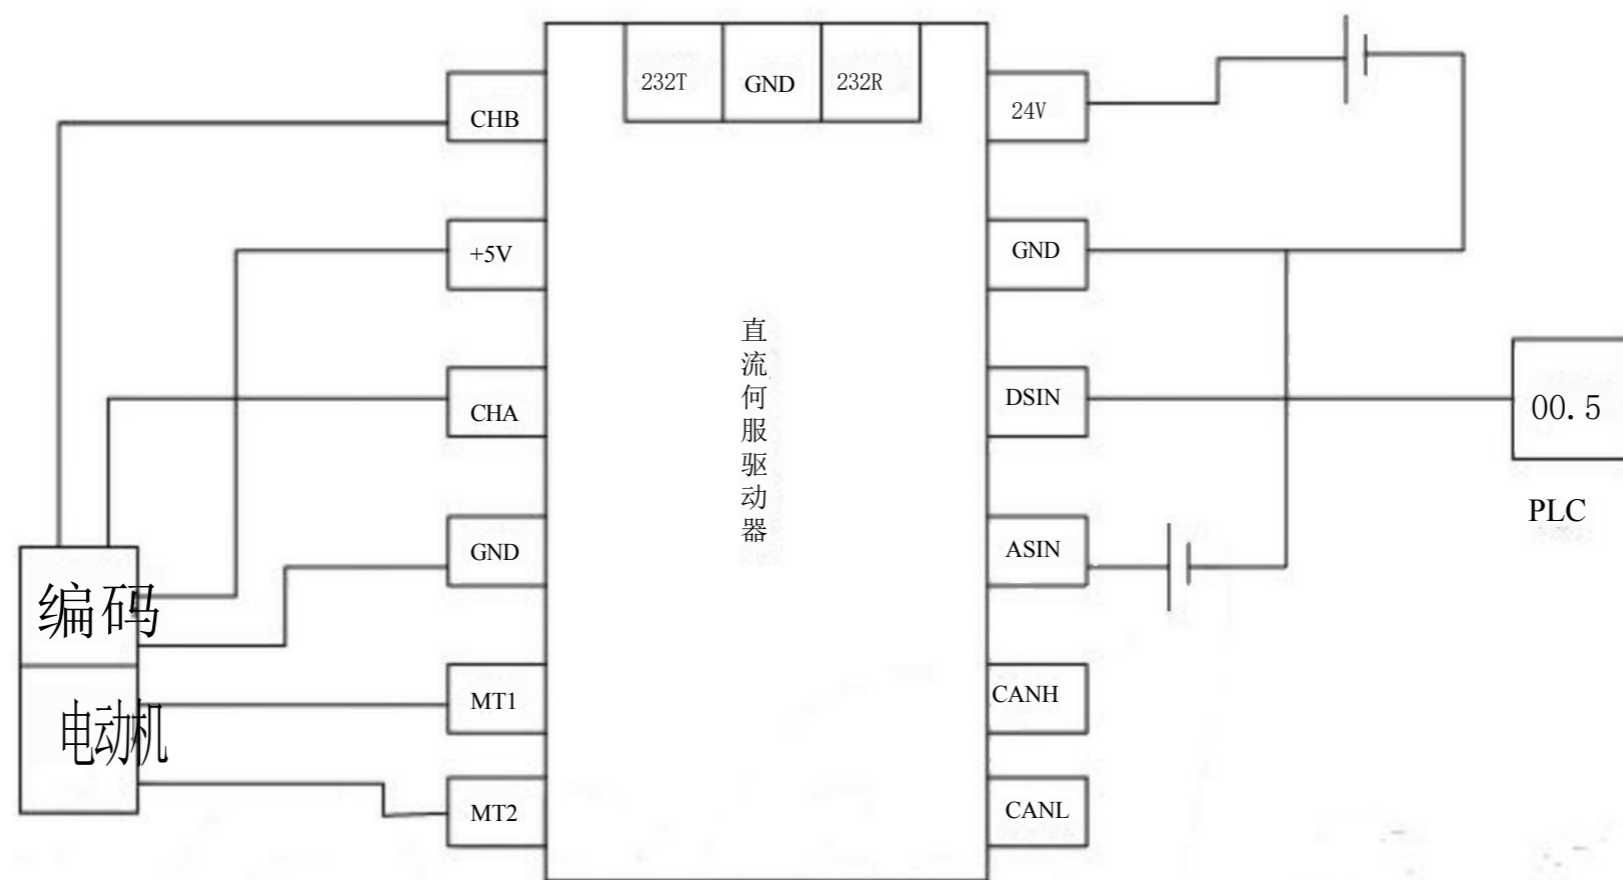 232T
GND
232R
CHB
24V
+5V
GND
直流何服驱动器
CHA
DSIN
00.5
PLC
GND
ASIN
编码
电动机
MT1
CANH
MT2
CANL